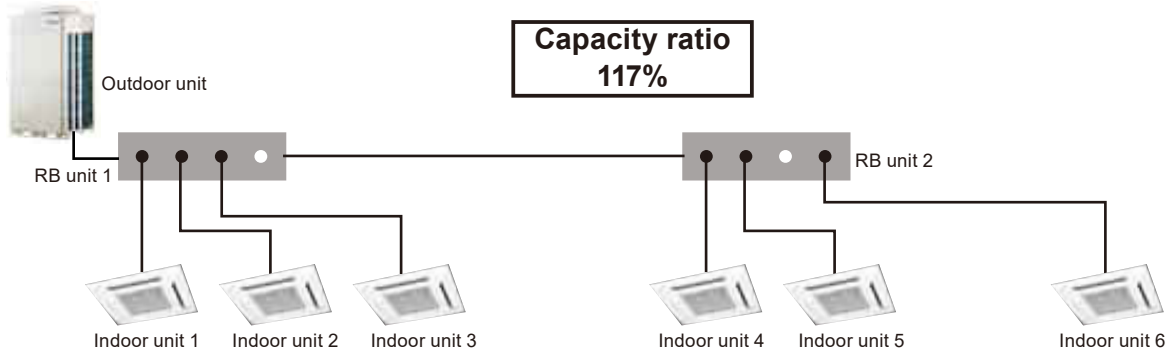 Capacity ratio
117%
Outdoor unit
RB unit 1
RB unit 2
Indoor unit 1
Indoor unit 2
Indoor unit 3
Indoor unit 4
Indoor unit 5
Indoor unit 6